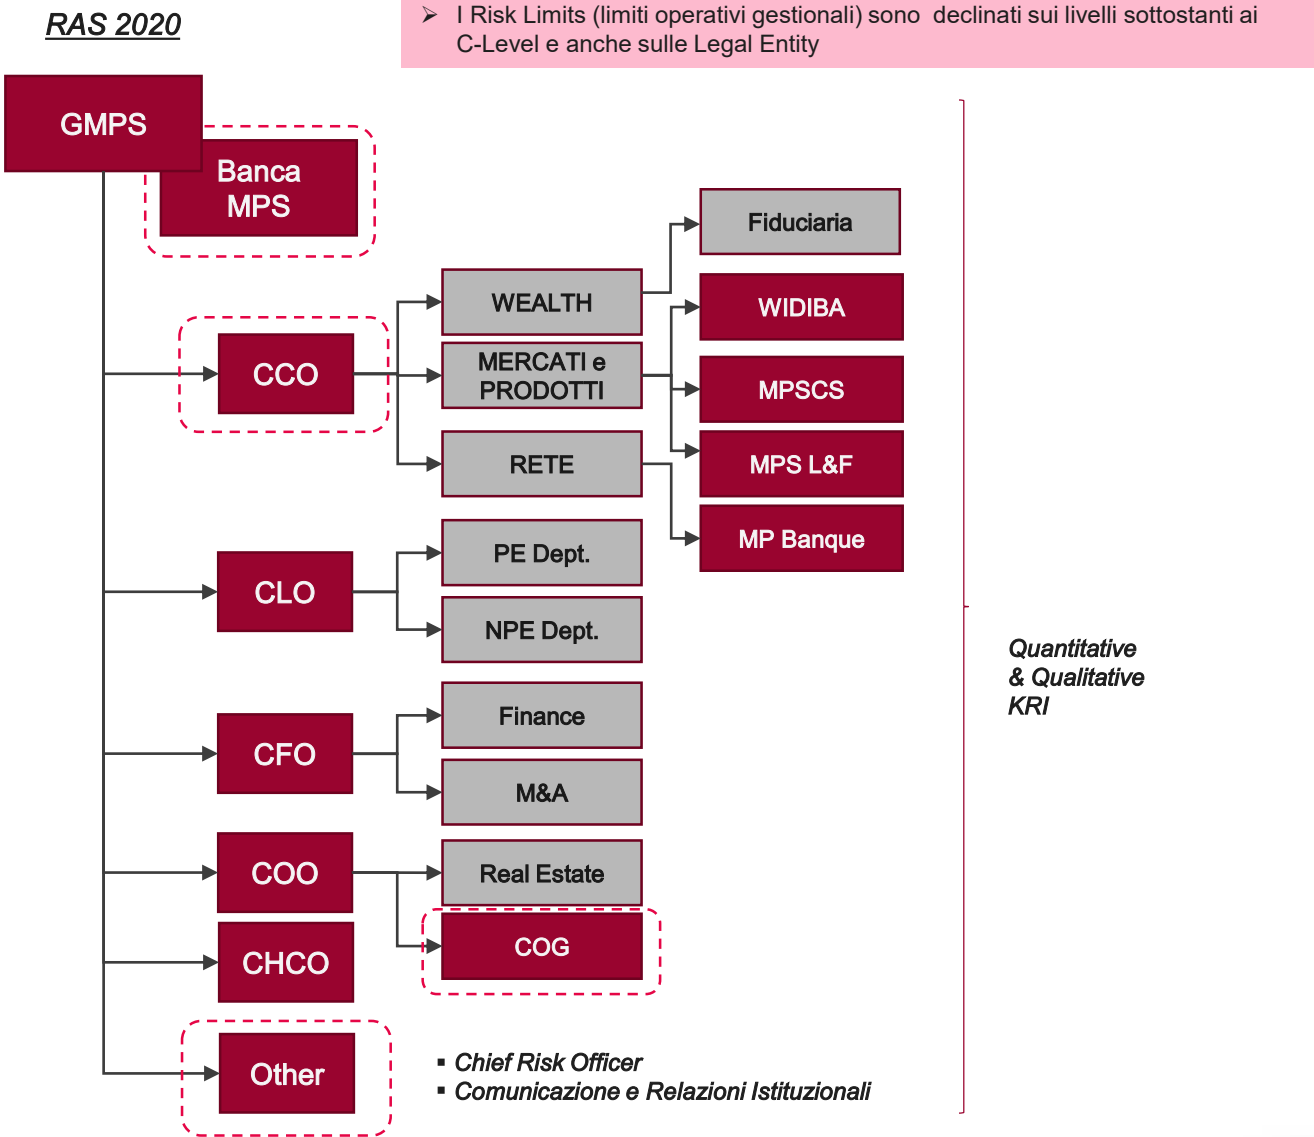 RAS 2020
➢ I Risk Limits (limiti operativi gestionali) sono declinati sui livelli sottostanti ai
C-Level e anche sulle Legal Entity
GMPS
Banca
MPS
Fiduciaria
WEALTH
WIDIBA
MERCATI e
PRODOTTI
CCO
MPSCS
RETE
MPS L&F
MP Banque
PE Dept.
CLO
NPE Dept.
Quantitative
& Qualitative
KRI
Finance
CFO
M&A
COO
Real Estate
COG
CHCO
Other
▪ Chief Risk Officer
▪ Comunicazione e Relazioni Istituzionali